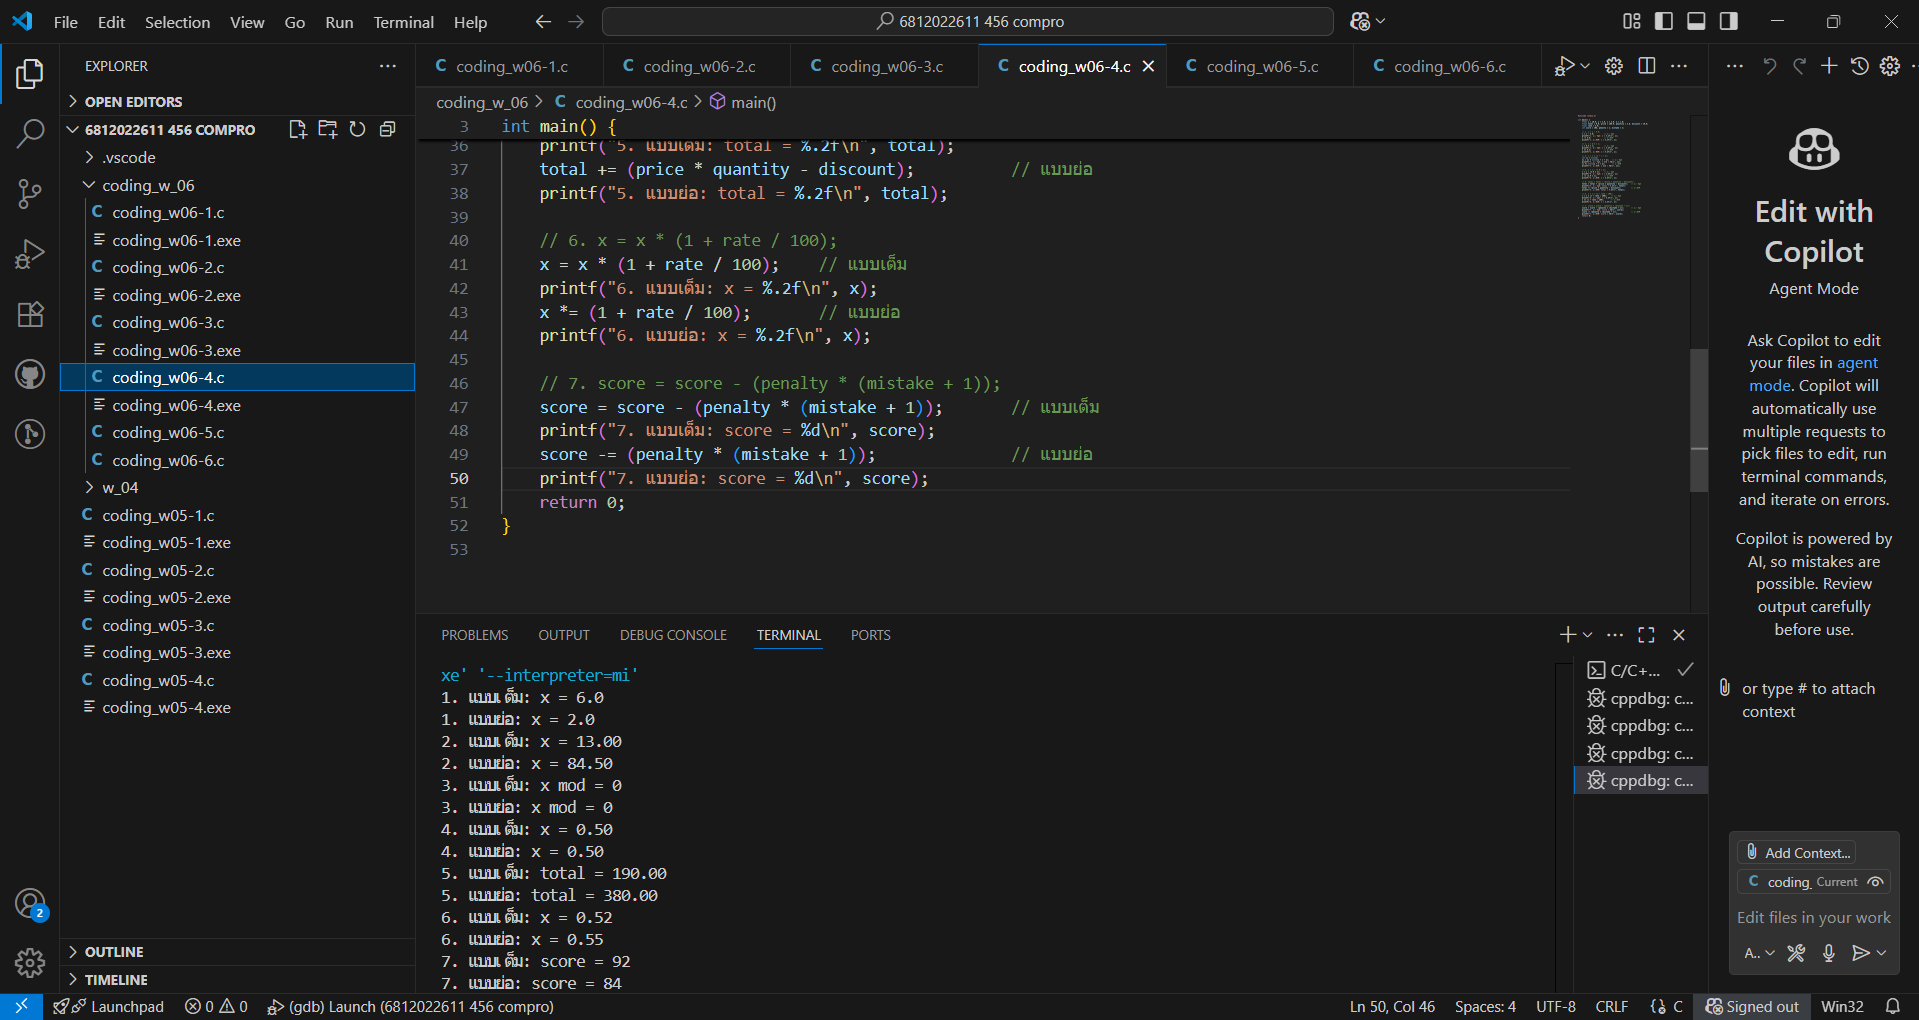 File Edit Selection View Go Run Terminal Help
6812022611 456 compro
EXPLORER
OPEN EDITORS
6812022611 456 COMPRO
.vscode
coding_w_06
coding_w06-1.c
coding_w06-1.exe
coding_w06-2.c
coding_w06-2.exe
coding_w06-3.c
coding_w06-3.exe
coding_w06-4.c
coding_w06-4.exe
coding_w06-5.c
coding_w06-6.c
w_04
coding_w05-1.c
coding_w05-1.exe
coding_w05-2.c
coding_w05-2.exe
coding_w05-3.c
coding_w05-3.exe
coding_w05-4.c
coding_w05-4.exe
OUTLINE
TIMELINE
2
coding_w06-1.c coding_w06-2.c coding_w06-3.c coding_w06-4.c coding_w06-5.c coding_w06-6.c
coding_w_06 > coding_w06-4.c > main()
3 int main() {
36 printf("5. แบบเต็ม: total = %.2f\n", total);
37 total += (price * quantity - discount); // แบบย่อ
38 printf("5. แบบย่อ: total = %.2f\n", total);
39
40 // 6. x = x * (1 + rate / 100);
41 x = x * (1 + rate / 100); // แบบเต็ม
42 printf("6. แบบเต็ม: x = %.2f\n", x);
43 x *= (1 + rate / 100); // แบบย่อ
44 printf("6. แบบย่อ: x = %.2f\n", x);
45
46 // 7. score = score - (penalty * (mistake + 1));
47 score = score - (penalty * (mistake + 1)); // แบบเต็ม
48 printf("7. แบบเต็ม: score = %d\n", score);
49 score -= (penalty * (mistake + 1)); // แบบย่อ
50 printf("7. แบบย่อ: score = %d\n", score);
51 return 0;
52 }
53
PROBLEMS OUTPUT DEBUG CONSOLE TERMINAL PORTS
xe' '--interpreter=mi'
1. แบบเต็ม: x = 6.0
1. แบบย่อ: x = 2.0
2. แบบเต็ม: x = 13.00
2. แบบย่อ: x = 84.50
3. แบบเต็ม: x mod = 0
3. แบบย่อ: x mod = 0
4. แบบเต็ม: x = 0.50
4. แบบย่อ: x = 0.50
5. แบบเต็ม: total = 190.00
5. แบบย่อ: total = 380.00
6. แบบเต็ม: x = 0.52
6. แบบย่อ: x = 0.55
7. แบบเต็ม: score = 92
7. แบบย่อ: score = 84
C/C+...
cppdbg: c...
cppdbg: c...
cppdbg: c...
cppdbg: c...
Edit with
Copilot
Agent Mode
Ask Copilot to edit
your files in agent
mode. Copilot will
automatically use
multiple requests to
pick files to edit, run
terminal commands,
and iterate on errors.
Copilot is powered by
AI, so mistakes are
possible. Review
output carefully
before use.
or type # to attach
context
Add Context...
coding_ Current
Edit files in your work
A..
Launchpad 0 0 (gdb) Launch (6812022611 456 compro)
Ln 50, Col 46 Spaces: 4 UTF-8 CRLF {} C Signed out Win32